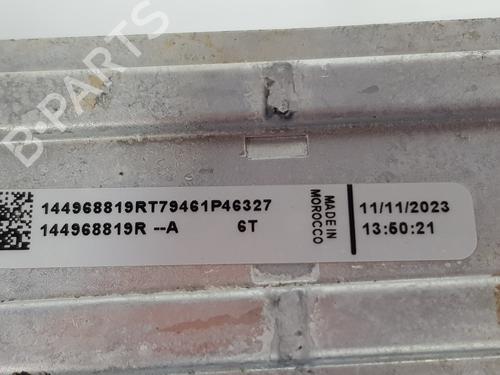 B-PARTS
144968819RT79461P46327
144968819R --A 6T
MADE IN
MOROCCO
11/11/2023
13:50:21